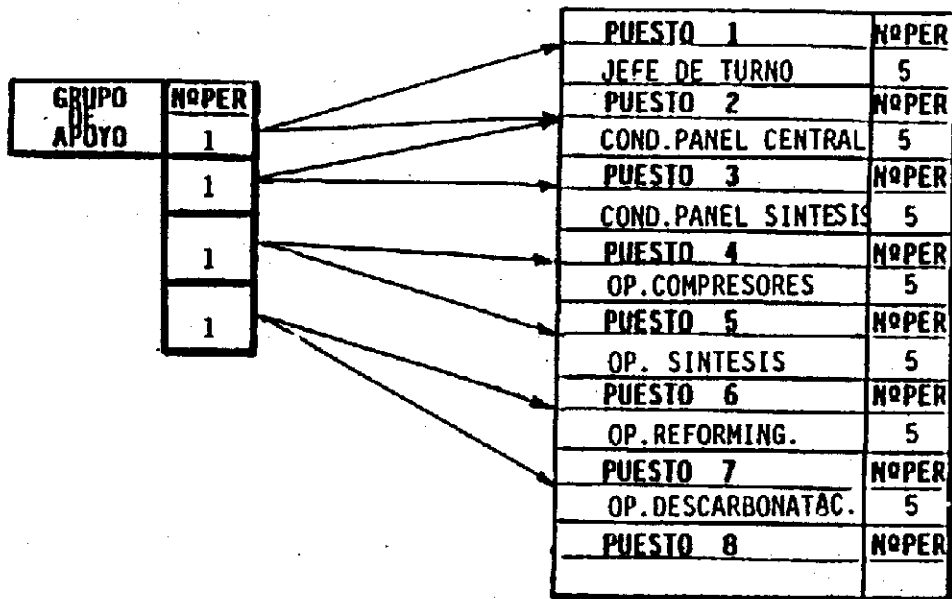 GRUPO DE APOYO NºPER
1
1
1
1
PUESTO 1 NºPER
JEFE DE TURNO 5
PUESTO 2 NºPER
COND.PANEL CENTRAL 5
PUESTO 3 NºPER
COND.PANEL SINTESIS 5
PUESTO 4 NºPER
OP.COMPRESORES 5
PUESTO 5 NºPER
OP. SINTESIS 5
PUESTO 6 NºPER
OP.REFORMING. 5
PUESTO 7 NºPER
OP.DESCARBONATAC. 5
PUESTO 8 NºPER